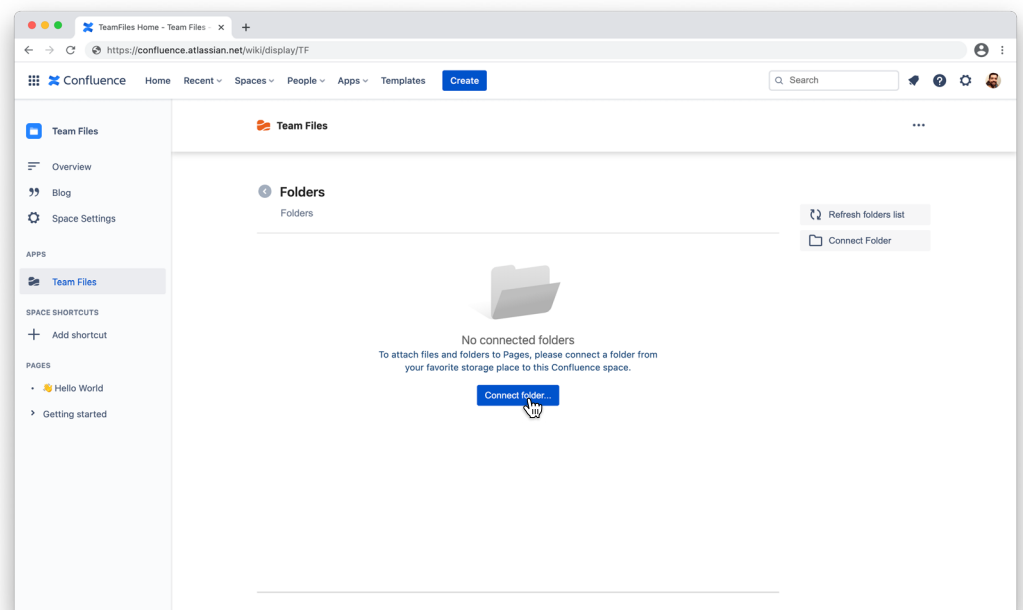 TeamFiles Home - Team Files -
https://confluence.atlassian.net/wiki/display/TF
Confluence Home Recent Spaces People Apps Templates Create Search
Team Files
Overview
Blog
Space Settings
APPS
Team Files
SPACE SHORTCUTS
Add shortcut
PAGES
Hello World
Getting started
Team Files
Folders
Folders
Refresh folders list
Connect Folder
No connected folders
To attach files and folders to Pages, please connect a folder from
your favorite storage place to this Confluence space.
Connect folder...